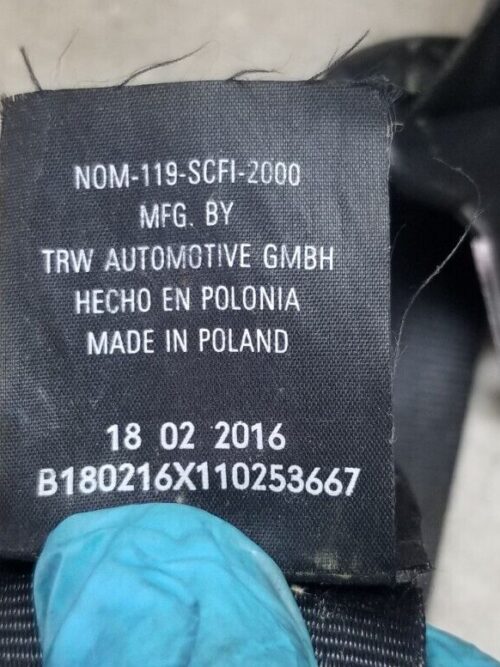 NOM-119-SCFI-2000
MFG. BY
TRW AUTOMOTIVE GMBH
HECHO EN POLONIA
MADE IN POLAND
18 02 2016
B180216X110253667